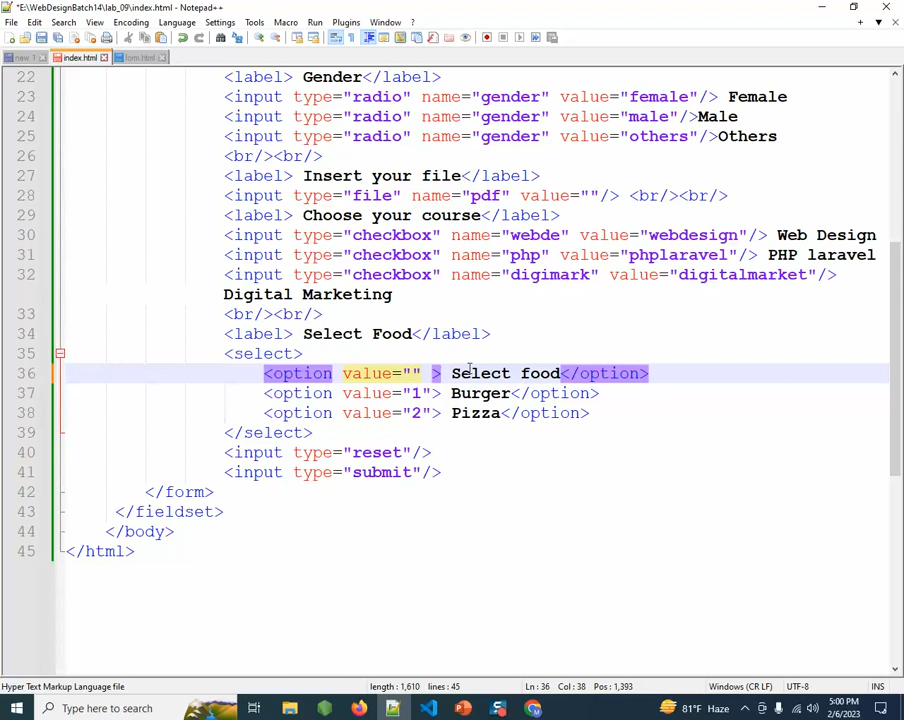 *E:\WebDesignBatch14\lab_09\index.html - Notepad++
File Edit Search View Encoding Language Settings Tools Macro Run Plugins Window ?
new 1 index.html form.html
22 <label> Gender</label>
23 <input type="radio" name="gender" value="female"/> Female
24 <input type="radio" name="gender" value="male"/>Male
25 <input type="radio" name="gender" value="others"/>Others
26 <br/><br/>
27 <label> Insert your file</label>
28 <input type="file" name="pdf" value=""/> <br/><br/>
29 <label> Choose your course</label>
30 <input type="checkbox" name="webde" value="webdesign"/> Web Design
31 <input type="checkbox" name="php" value="phplaravel"/> PHP laravel
32 <input type="checkbox" name="digimark" value="digitalmarket"/>
Digital Marketing
33 <br/><br/>
34 <label> Select Food</label>
35 <select>
36 <option value="" > Select food</option>
37 <option value="1"> Burger</option>
38 <option value="2"> Pizza</option>
39 </select>
40 <input type="reset"/>
41 <input type="submit"/>
42 </form>
43 </fieldset>
44 </body>
45 </html>
Hyper Text Markup Language file length : 1,610 lines : 45 Ln : 36 Col : 38 Pos : 1,393 Windows (CR LF) UTF-8 INS
Type here to search 81°F Haze 5:00 PM
2/6/2023